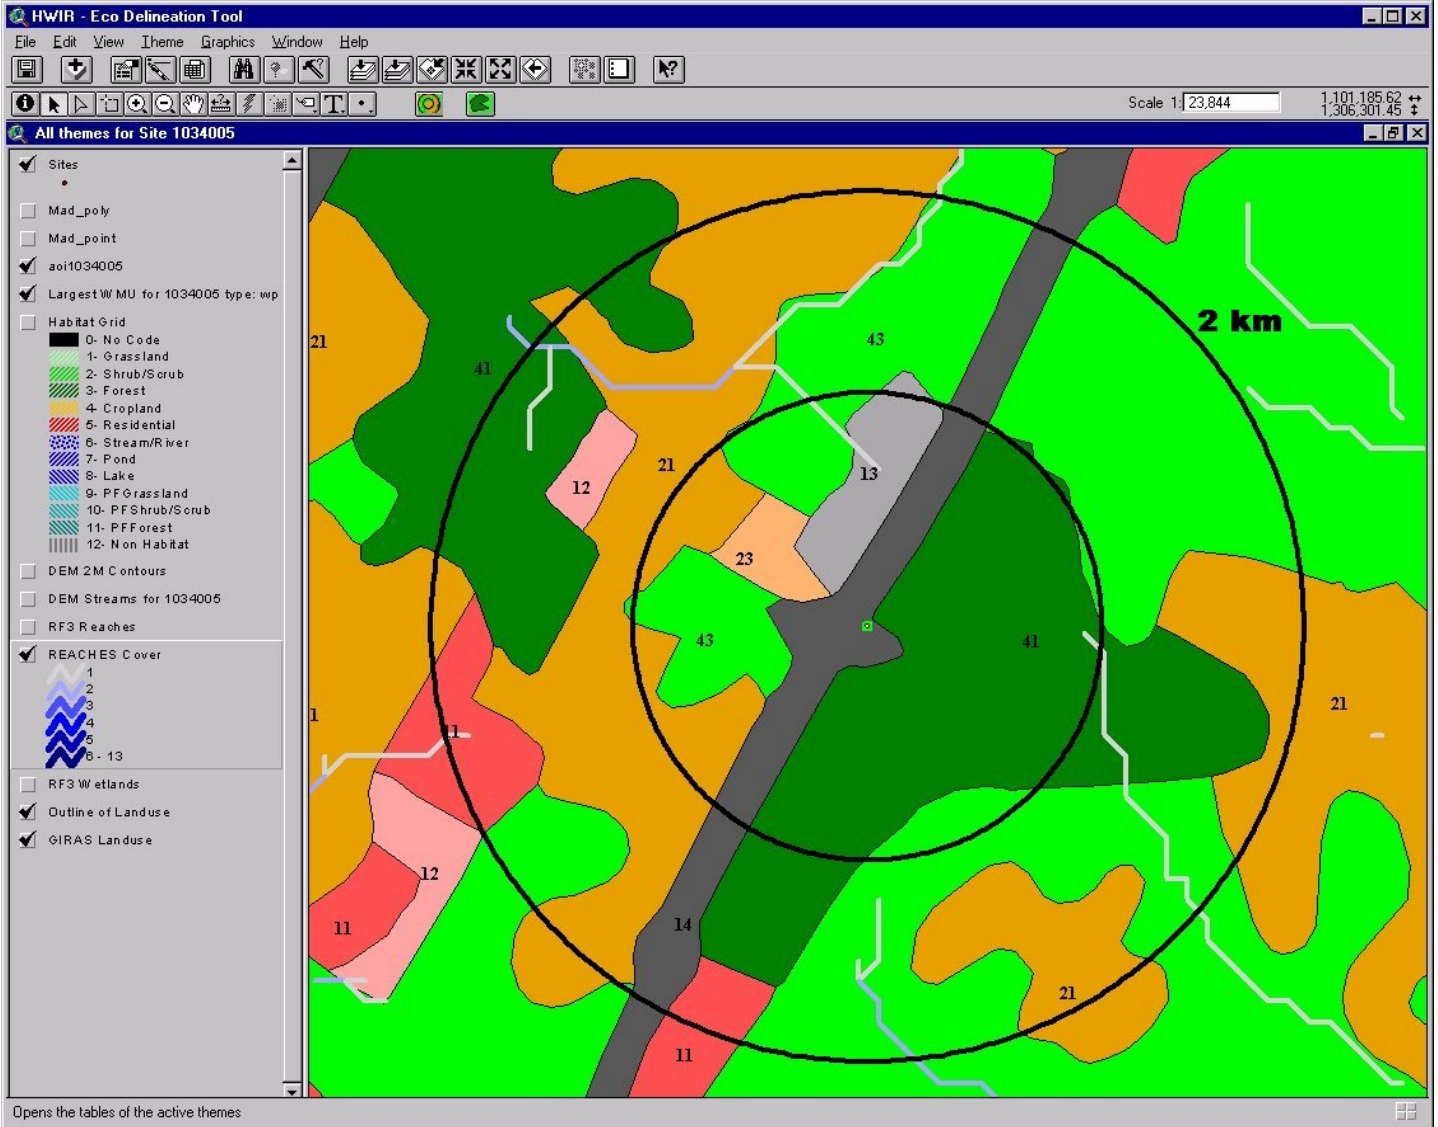 HWIR - Eco Delineation Tool
File Edit View Theme Graphics Window Help
Scale 1: 23,844 1,101,185.62
1,306,301.45
All themes for Site 1034005
Sites
Mad_poly
Mad_point
aoi1034005
Largest WMU for 1034005 type: wp
Habitat Grid
0- No Code
1- Grassland
2- Shrub/Scrub
3- Forest
4- Cropland
5- Residential
6- Stream/River
7- Pond
8- Lake
9- PFGrassland
10- PFShrub/Scrub
11- PFForest
12- Non Habitat
DEM 2M Contours
DEM Streams for 1034005
RF3 Reaches
REACHES Cover
1
2
3
4
5
6 - 13
RF3 Wetlands
Outline of Landuse
GIRAS Landuse
2 km
21
43
41
21
13
12
23
43
41
21
1
11
12
14
11
21
11
Opens the tables of the active themes